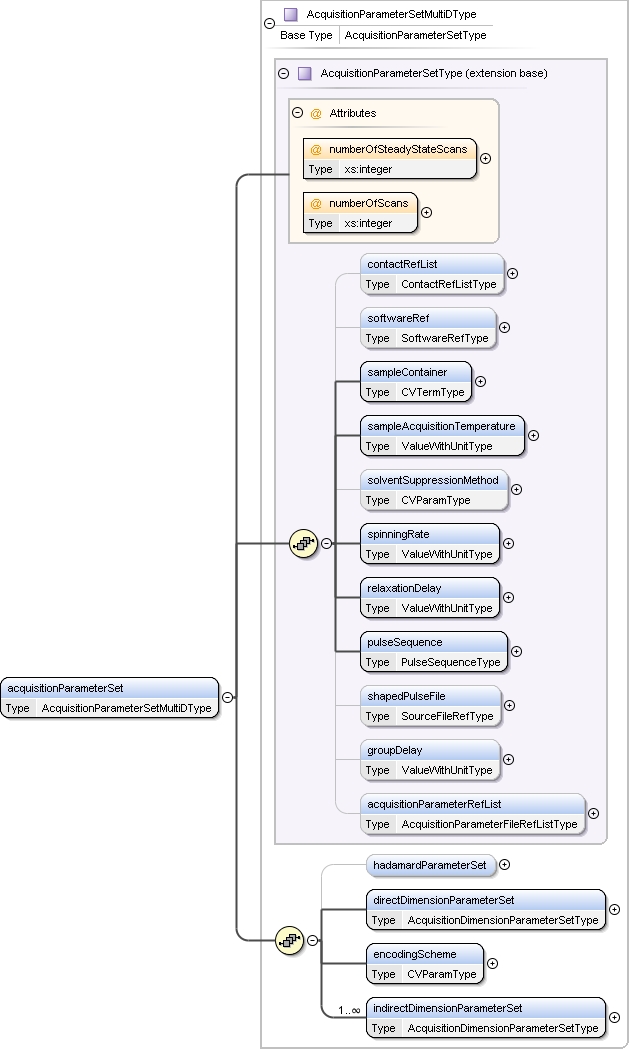 AcquisitionParameterSetMultiDType
Base Type AcquisitionParameterSetType
AcquisitionParameterSetType (extension base)
@ Attributes
@ numberOfSteadyStateScans
Type xs:integer
@ numberOfScans
Type xs:integer
contactRefList
Type ContactRefListType
softwareRef
Type SoftwareRefType
sampleContainer
Type CVTermType
sampleAcquisitionTemperature
Type ValueWithUnitType
solventSuppressionMethod
Type CVParamType
spinningRate
Type ValueWithUnitType
relaxationDelay
Type ValueWithUnitType
pulseSequence
Type PulseSequenceType
acquisitionParameterSet
Type AcquisitionParameterSetMultiDType
shapedPulseFile
Type SourceFileRefType
groupDelay
Type ValueWithUnitType
acquisitionParameterRefList
Type AcquisitionParameterFileRefListType
hadamardParameterSet
directDimensionParameterSet
Type AcquisitionDimensionParameterSetType
encodingScheme
Type CVParamType
1..∞ indirectDimensionParameterSet
Type AcquisitionDimensionParameterSetType